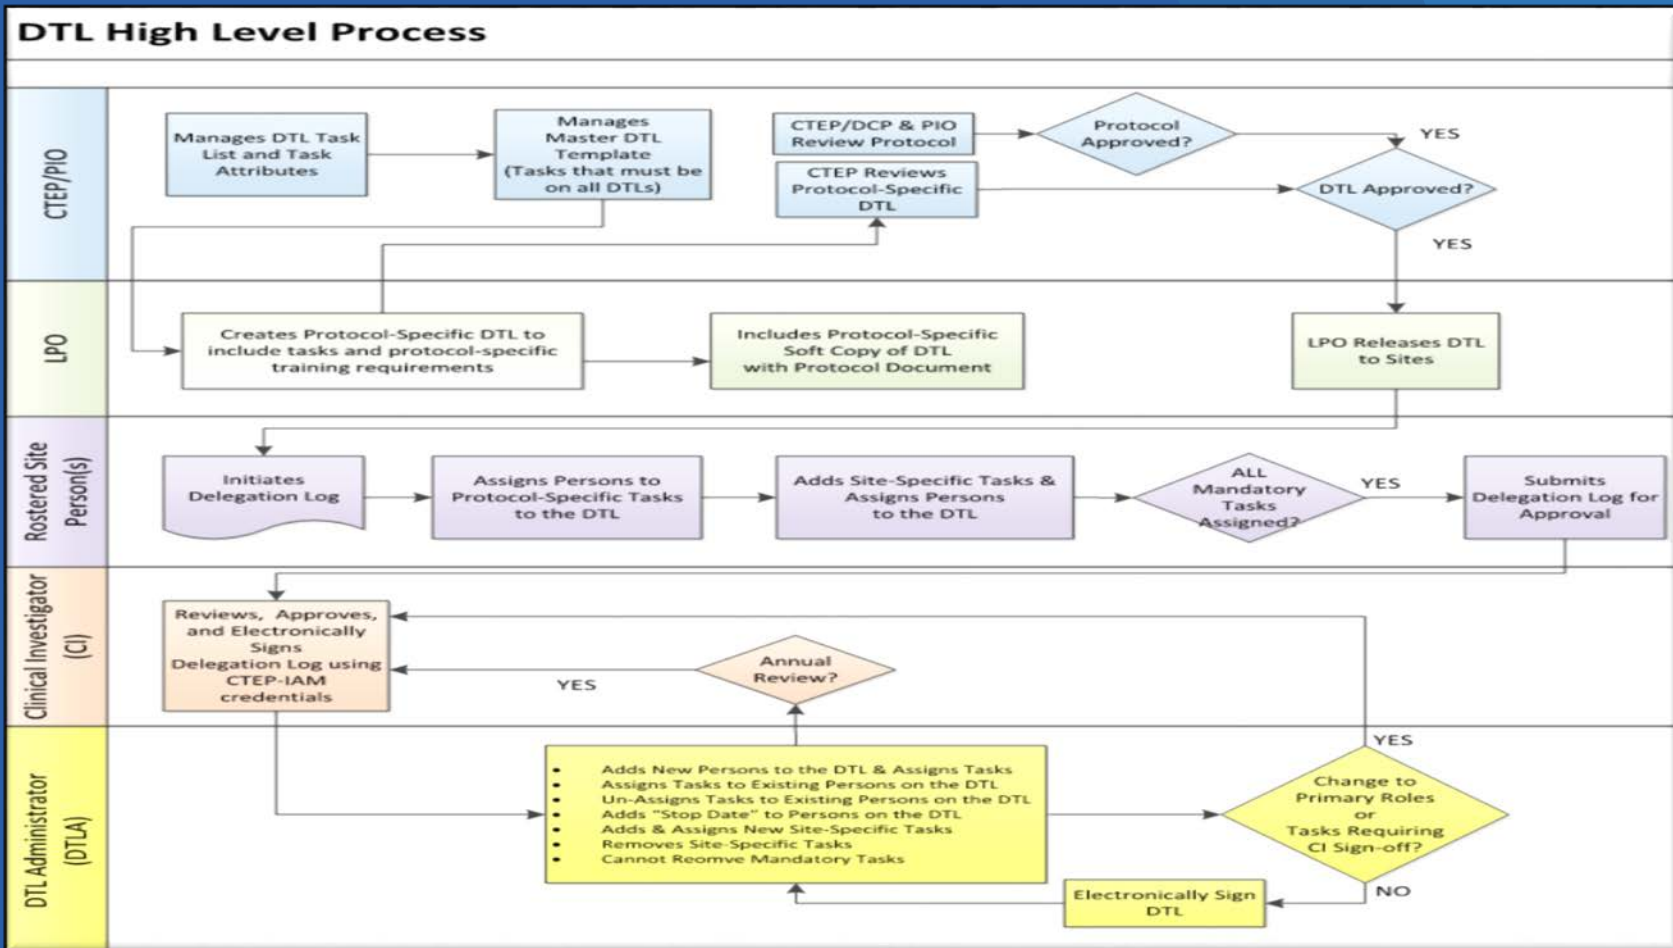 DTL High Level Process
CTEP/PIO
Manages DTL Task
List and Task
Attributes
Manages
Master DTL
Template
(Tasks that must be
on all DTLs)
CTEP/DCP & PIO
Review Protocol
Protocol
Approved?
YES
CTEP Reviews
Protocol-Specific
DTL
DTL Approved?
YES
LPO
Creates Protocol-Specific DTL to
include tasks and protocol-specific
training requirements
Includes Protocol-Specific
Soft Copy of DTL
with Protocol Document
LPO Releases DTL
to Sites
Rostered Site
Person(s)
Initiates
Delegation Log
Assigns Persons to
Protocol-Specific Tasks
to the DTL
Adds Site-Specific Tasks &
Assigns Persons
to the DTL
ALL
Mandatory
Tasks
Assigned?
YES
Submits
Delegation Log for
Approval
Clinical Investigator
(CI)
Reviews, Approves,
and Electronically
Signs
Delegation Log using
CTEP-IAM
credentials
YES
Annual
Review?
DTL Administrator
(DTLA)
• Adds New Persons to the DTL & Assigns Tasks
• Assigns Tasks to Existing Persons on the DTL
• Un-Assigns Tasks to Existing Persons on the DTL
• Adds "Stop Date" to Persons on the DTL
• Adds & Assigns New Site-Specific Tasks
• Removes Site-Specific Tasks
• Cannot Reomve Mandatory Tasks
YES
Change to
Primary Roles
or
Tasks Requiring
CI Sign-off?
NO
Electronically Sign
DTL